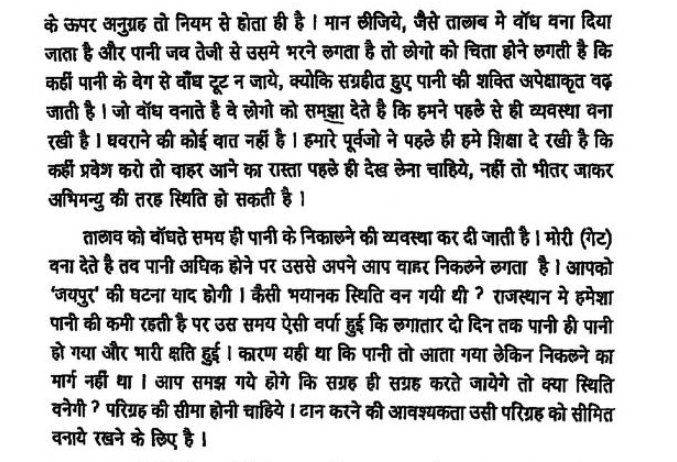 के ऊपर अनुग्रह तो नियम से होता ही है । मान लीजिये, जैसे तालाब मे वॉध वना दिया
जाता है और पानी जव तेजी से उसमे भरने लगता है तो लोगो को चिता होने लगती है कि
कहीं पानी के वेग से वॉध टूट न जाये, क्योकि सग्रहीत हुए पानी की शक्ति अपेक्षाकृत वढ़
जाती है । जो वॉध वनाते है वे लोगो को समझा देते है कि हमने पहले से ही व्यवस्था वना
रखी है । घवराने की कोई वात नहीं है । हमारे पूर्वजो ने पहले ही हमे शिक्षा दे रखी है कि
कहीं प्रवेश करो तो वाहर आने का रास्ता पहले ही देख लेना चाहिये, नहीं तो भीतर जाकर
अभिमन्यु की तरह स्थिति हो सकती है ।
तालाव को वॉधते समय ही पानी के निकालने की व्यवस्था कर दी जाती है । मोरी (गेट)
वना देते है तव पानी अधिक होने पर उससे अपने आप वाहर निकलने लगता है । आपको
'जयपुर' की घटना याद होगी । कैसी भयानक स्थिति वन गयी थी ? राजस्थान मे हमेशा
पानी की कमी रहती है पर उस समय ऐसी वर्षा हुई कि लगातार दो दिन तक पानी ही पानी
हो गया और भारी क्षति हुई । कारण यही था कि पानी तो आता गया लेकिन निकलने का
मार्ग नहीं था । आप समझ गये होगे कि सग्रह ही सग्रह करते जायेगे तो क्या स्थिति
वनेगी ? परिग्रह की सीमा होनी चाहिये । दान करने की आवश्यकता उसी परिग्रह को सीमित
वनाये रखने के लिए है ।